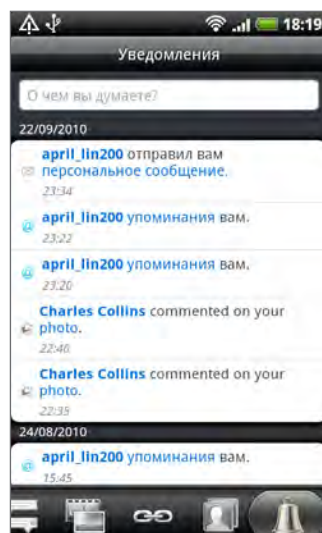 18:19
Уведомления
О чем вы думаете?
22/09/2010
april_lin200 отправил вам
персональное сообщение.
23:34
april_lin200 упоминания вам.
23:22
april_lin200 упоминания вам.
23:20
Charles Collins commented on your
photo.
22:40
Charles Collins commented on your
photo.
22:39
24/08/2010
april_lin200 упоминания вам.
15:45